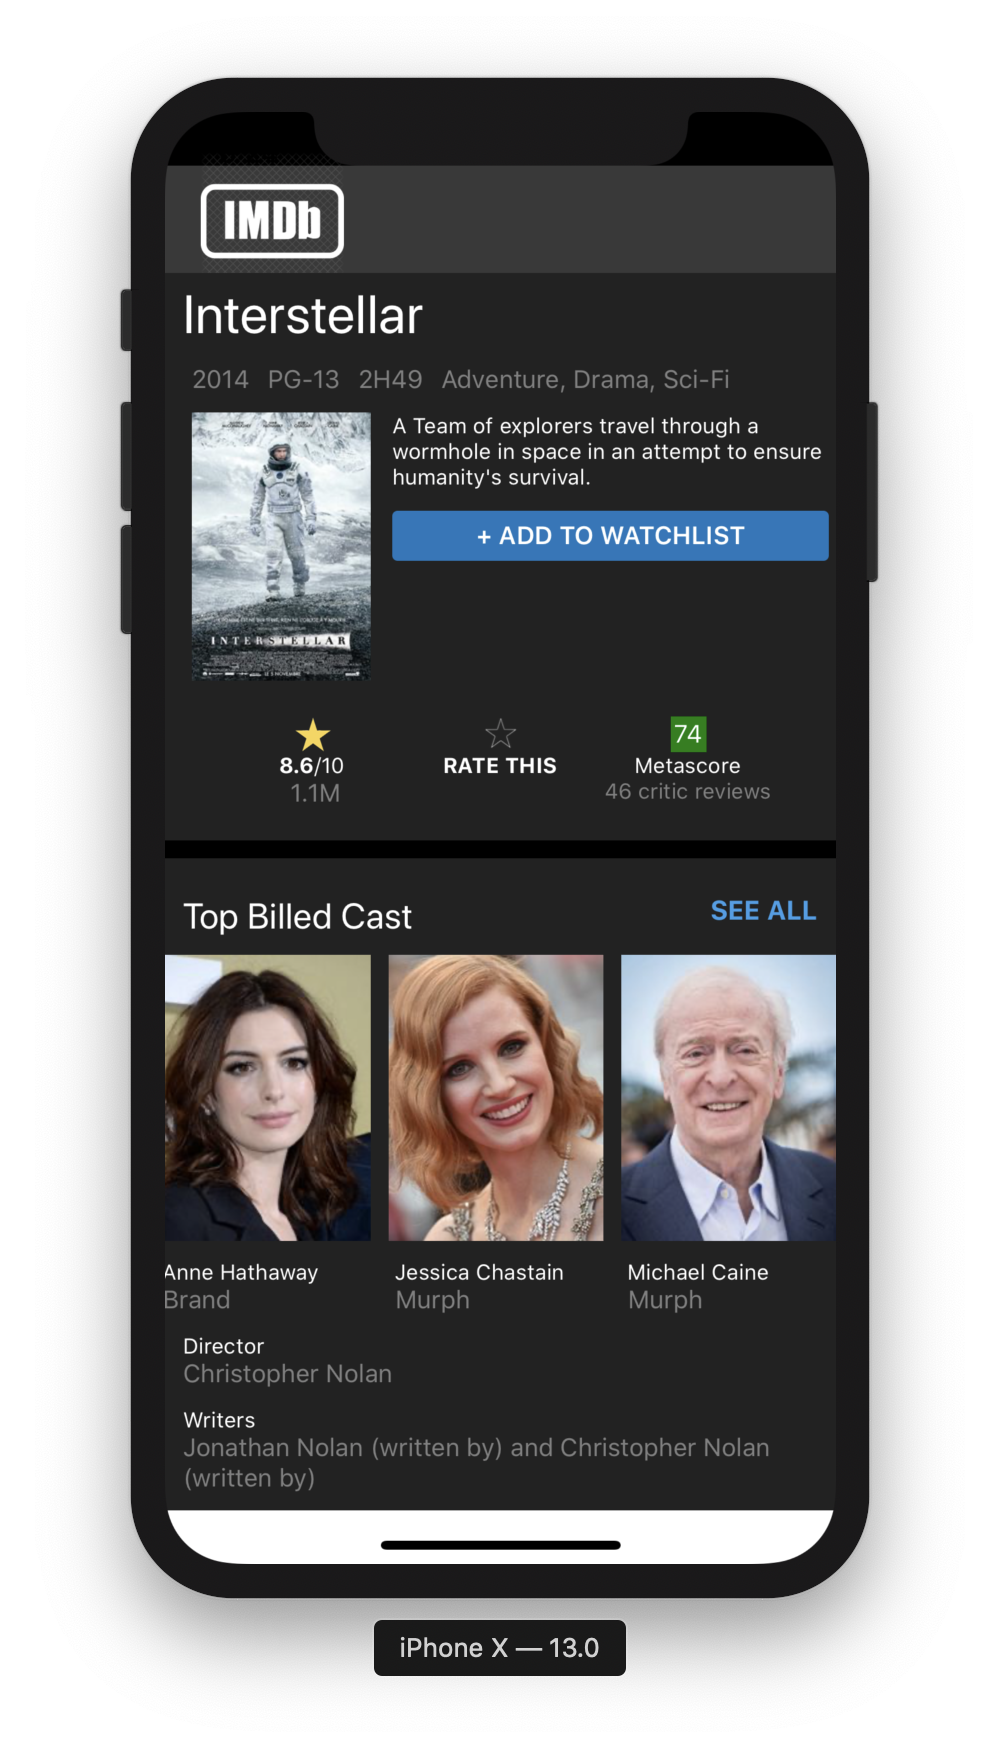 IMDb
Interstellar
2014 PG-13 2H49 Adventure, Drama, Sci-Fi
A Team of explorers travel through a
wormhole in space in an attempt to ensure
humanity's survival.
+ ADD TO WATCHLIST
INTERSTELLAR
★ ☆ 74
8.6/10 RATE THIS Metascore
1.1M 46 critic reviews
Top Billed Cast SEE ALL
Anne Hathaway Jessica Chastain Michael Caine
Brand Murph Murph
Director
Christopher Nolan
Writers
Jonathan Nolan (written by) and Christopher Nolan
(written by)
iPhone X — 13.0